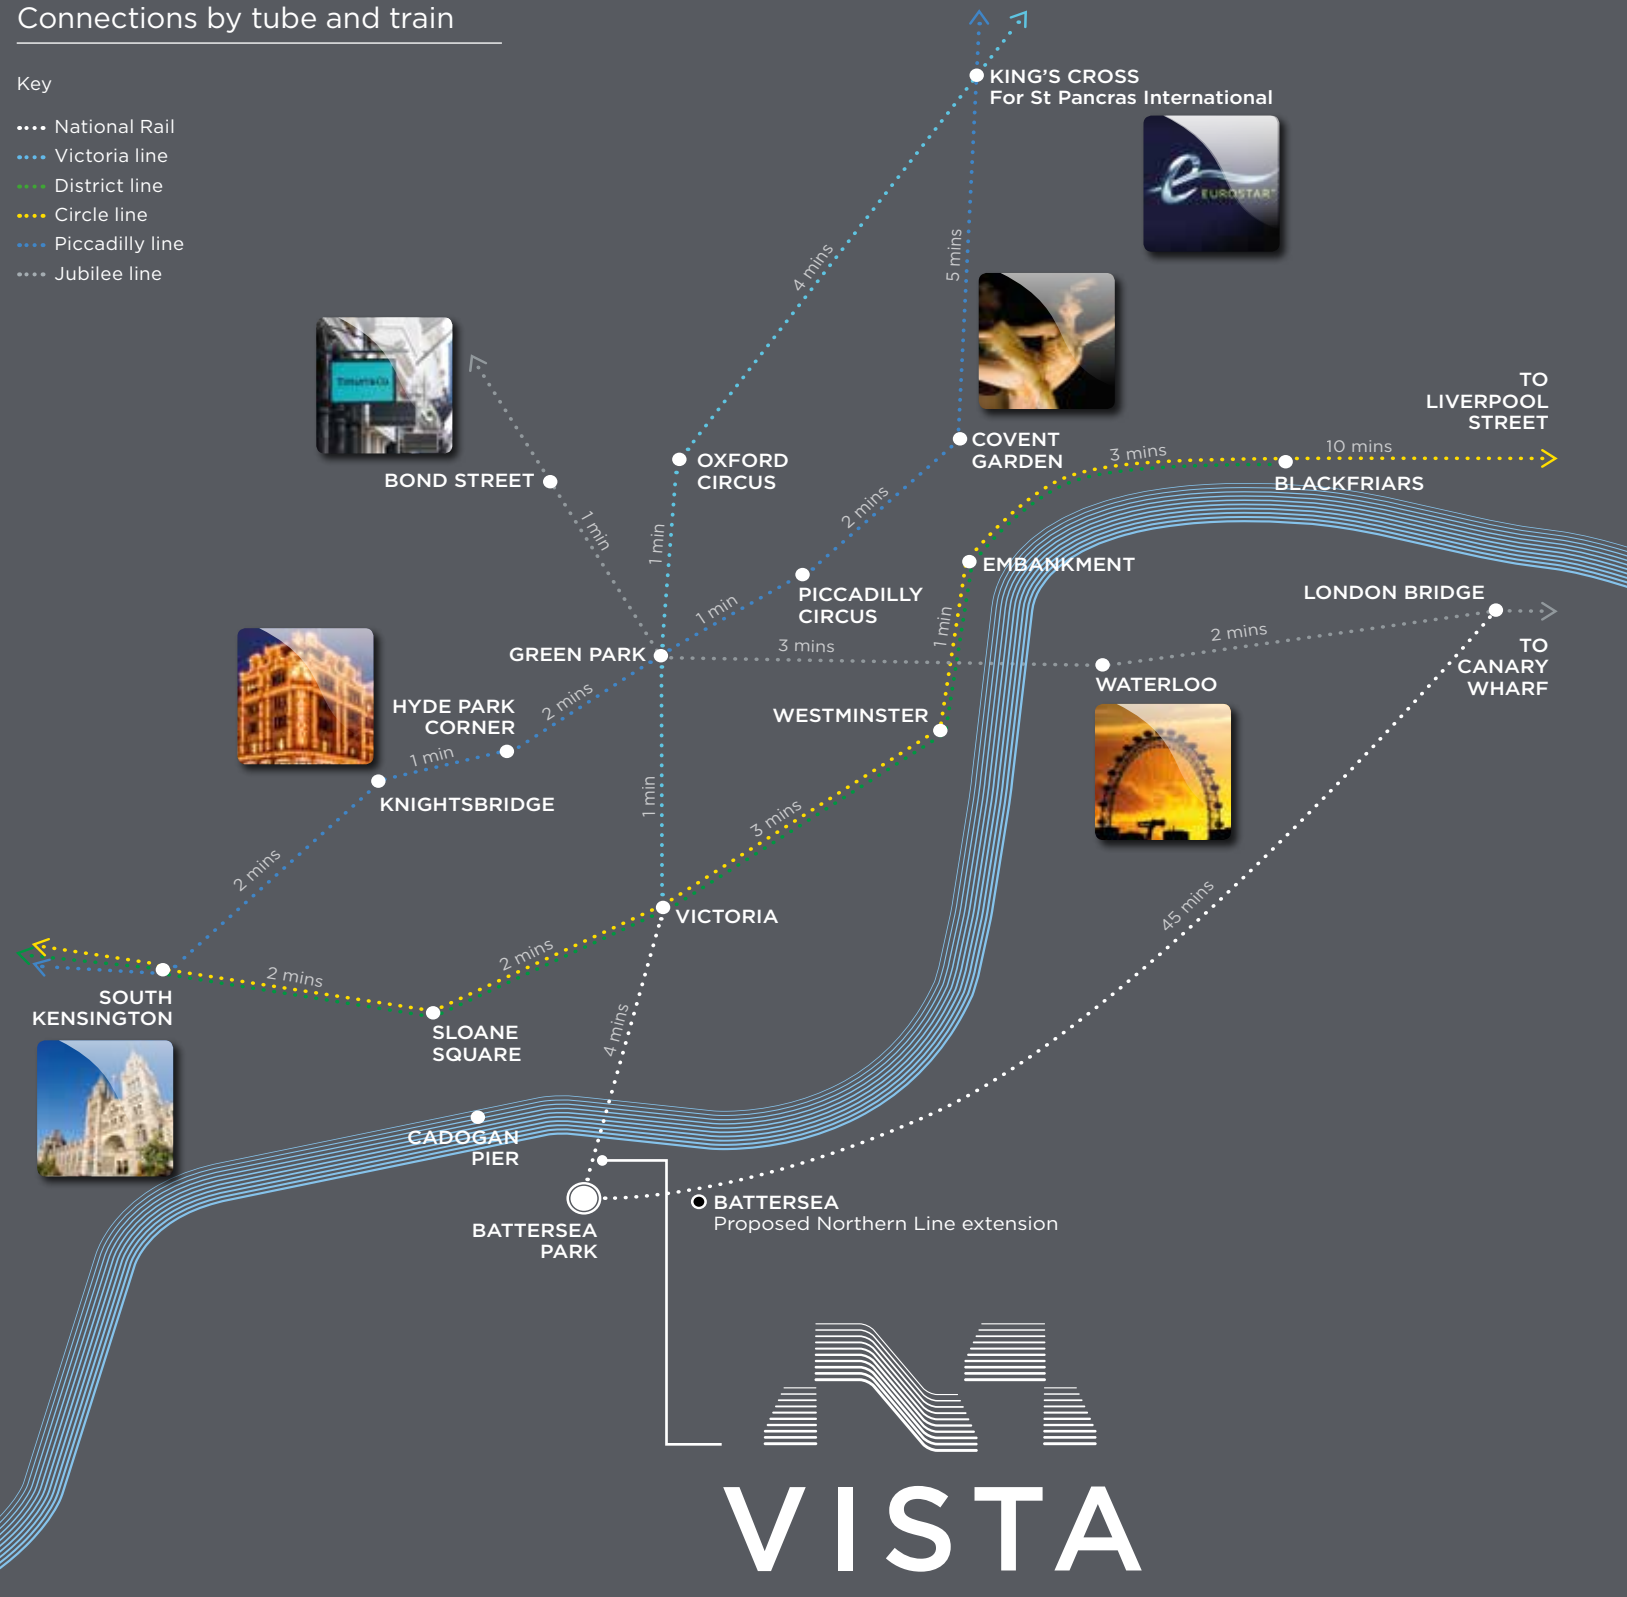 Connections by tube and train
Key
National Rail
Victoria line
District line
Circle line
Piccadilly line
Jubilee line
KING'S CROSS
For St Pancras International
EUROSTAR
4 mins
5 mins
Tiffany & Co.
TO
LIVERPOOL
STREET
COVENT
GARDEN
3 mins
10 mins
BLACKFRIARS
OXFORD
CIRCUS
BOND STREET
1 min
1 min
2 mins
EMBANKMENT
PICCADILLY
CIRCUS
1 min
1 min
LONDON BRIDGE
2 mins
TO
CANARY
WHARF
GREEN PARK
3 mins
WATERLOO
HYDE PARK
CORNER
2 mins
WESTMINSTER
1 min
KNIGHTSBRIDGE
1 min
3 mins
2 mins
45 mins
VICTORIA
2 mins
2 mins
SOUTH
KENSINGTON
SLOANE
SQUARE
4 mins
CADOGAN
PIER
BATTERSEA
PARK
BATTERSEA
Proposed Northern Line extension
VISTA